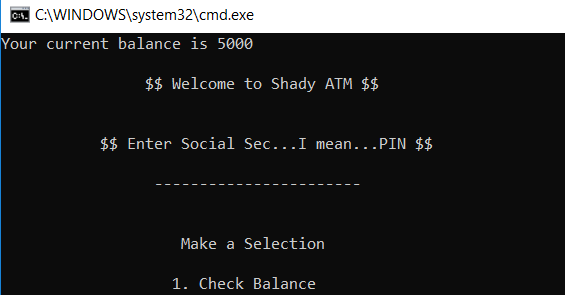 C:\WINDOWS\system32\cmd.exe
Your current balance is 5000
$$ Welcome to Shady ATM $$
$$ Enter Social Sec...I mean...PIN $$
-----------------------
Make a Selection
1. Check Balance